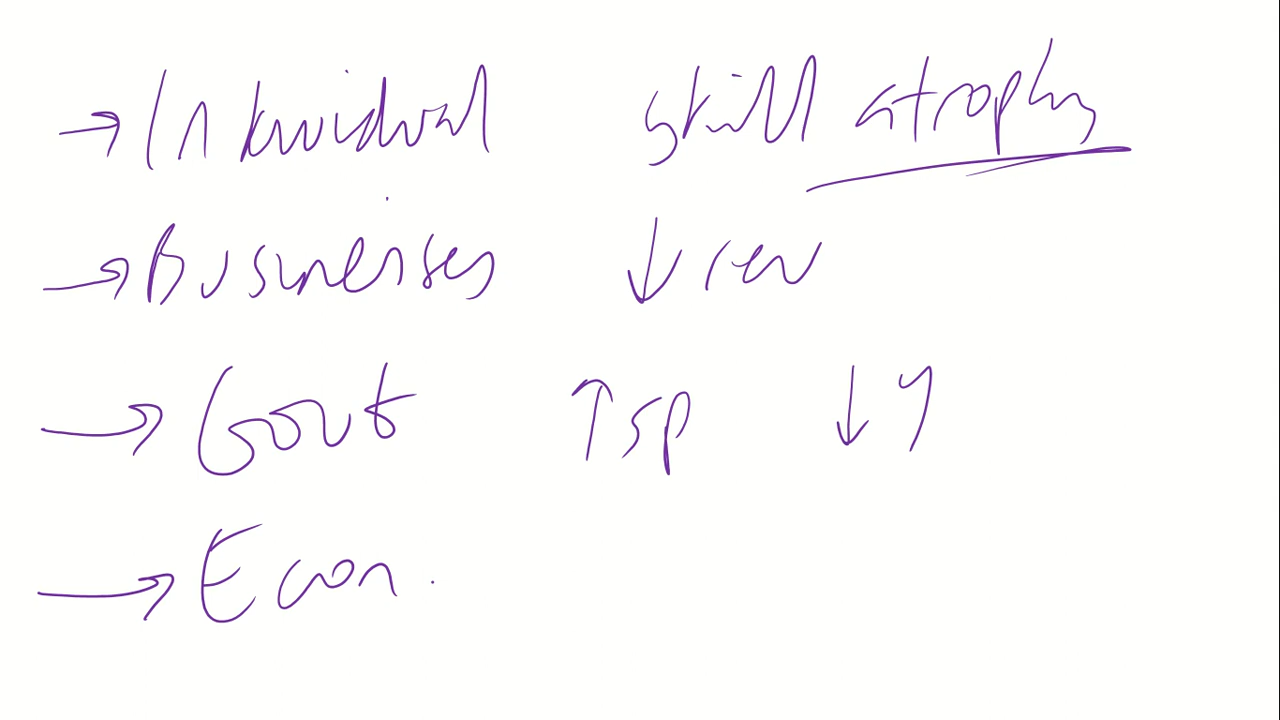 → Individual skill atrophy
→ Businesses ↓ rev
→ Govt ↑ sp ↓ Y
→ Econ.